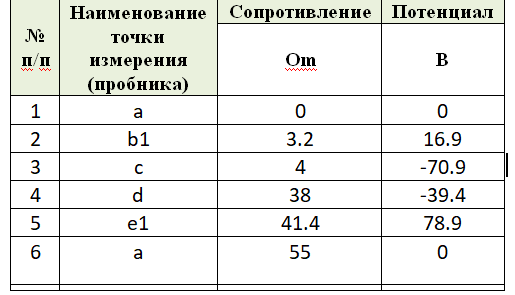 № п/п Наименование точки измерения (пробника) Сопротивление Потенциал
Om В
1 a 0 0
2 b1 3.2 16.9
3 c 4 -70.9
4 d 38 -39.4
5 e1 41.4 78.9
6 a 55 0